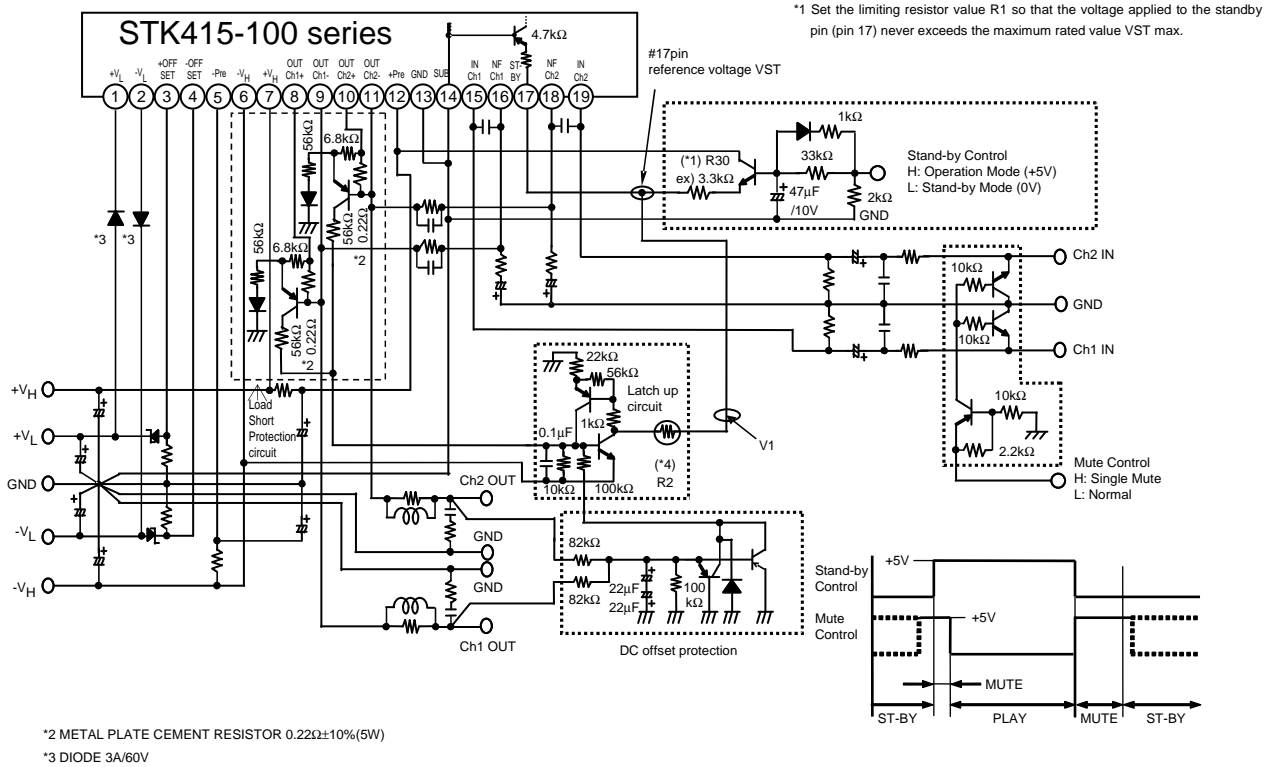 *1 Set the limiting resistor value R1 so that the voltage applied to the standby
pin (pin 17) never exceeds the maximum rated value VST max.
STK415-100 series
4.7kΩ
#17pin
reference voltage VST
+VL
-VL
+OFF SET
-OFF SET
-Pre
-VH
+VH
OUT Ch1+
OUT Ch1-
OUT Ch2+
OUT Ch2-
+Pre
GND
SUB
IN Ch1
NF Ch1
ST-BY
NF Ch2
IN Ch2
1 2 3 4 5 6 7 8 9 10 11 12 13 14 15 16 17 18 19
56kΩ
6.8kΩ
56kΩ
0.22Ω
*2
*3
*3
56kΩ
6.8kΩ
56kΩ
0.22Ω
*2
Load
Short
Protection
circuit
1kΩ
33kΩ
(*1) R30
ex) 3.3kΩ
47µF
/10V
2kΩ
GND
Stand-by Control
H: Operation Mode (+5V)
L: Stand-by Mode (0V)
Ch2 IN
10kΩ
GND
10kΩ
Ch1 IN
10kΩ
2.2kΩ
Mute Control
H: Single Mute
L: Normal
22kΩ
56kΩ
Latch up
circuit
1kΩ
0.1µF
10kΩ
100kΩ
(*4)
R2
V1
+VH
+VL
GND
-VL
-VH
Ch2 OUT
GND
GND
Ch1 OUT
82kΩ
82kΩ
22µF
22µF
100
kΩ
DC offset protection
Stand-by
Control
+5V
Mute
Control
+5V
MUTE
ST-BY
PLAY
MUTE
ST-BY
*2 METAL PLATE CEMENT RESISTOR 0.22Ω±10%(5W)
*3 DIODE 3A/60V